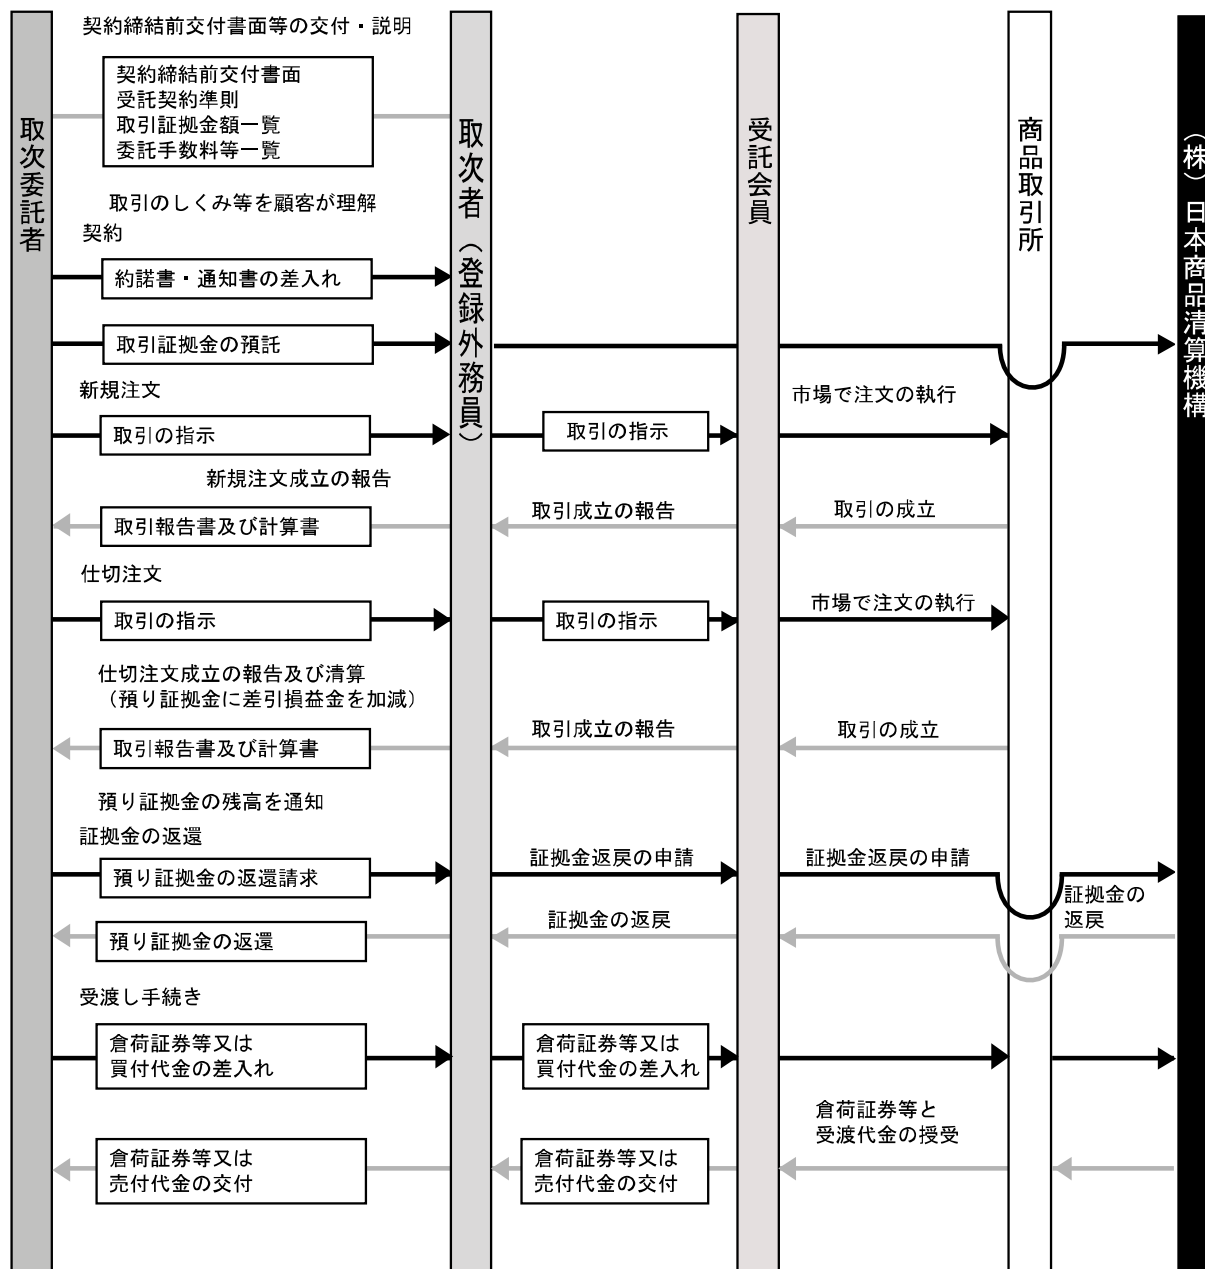 契約締結前交付書面等の交付・説明
契約締結前交付書面
受託契約準則
取引証拠金額一覧
委託手数料等一覧
取次委託者
取次者（登録外務員）
受託会員
商品取引所
（株）日本商品清算機構
取引のしくみ等を顧客が理解
契約
約諾書・通知書の差入れ
取引証拠金の預託
新規注文
市場で注文の執行
取引の指示
取引の指示
新規注文成立の報告
取引報告書及び計算書
取引成立の報告
取引の成立
仕切注文
市場で注文の執行
取引の指示
取引の指示
仕切注文成立の報告及び清算
（預り証拠金に差引損益金を加減）
取引成立の報告
取引の成立
取引報告書及び計算書
預り証拠金の残高を通知
証拠金の返還
預り証拠金の返還請求
証拠金返戻の申請
証拠金返戻の申請
証拠金の
返戻
預り証拠金の返還
証拠金の返戻
受渡し手続き
倉荷証券等又は
買付代金の差入れ
倉荷証券等又は
買付代金の差入れ
倉荷証券等と
受渡代金の授受
倉荷証券等又は
売付代金の交付
倉荷証券等又は
売付代金の交付